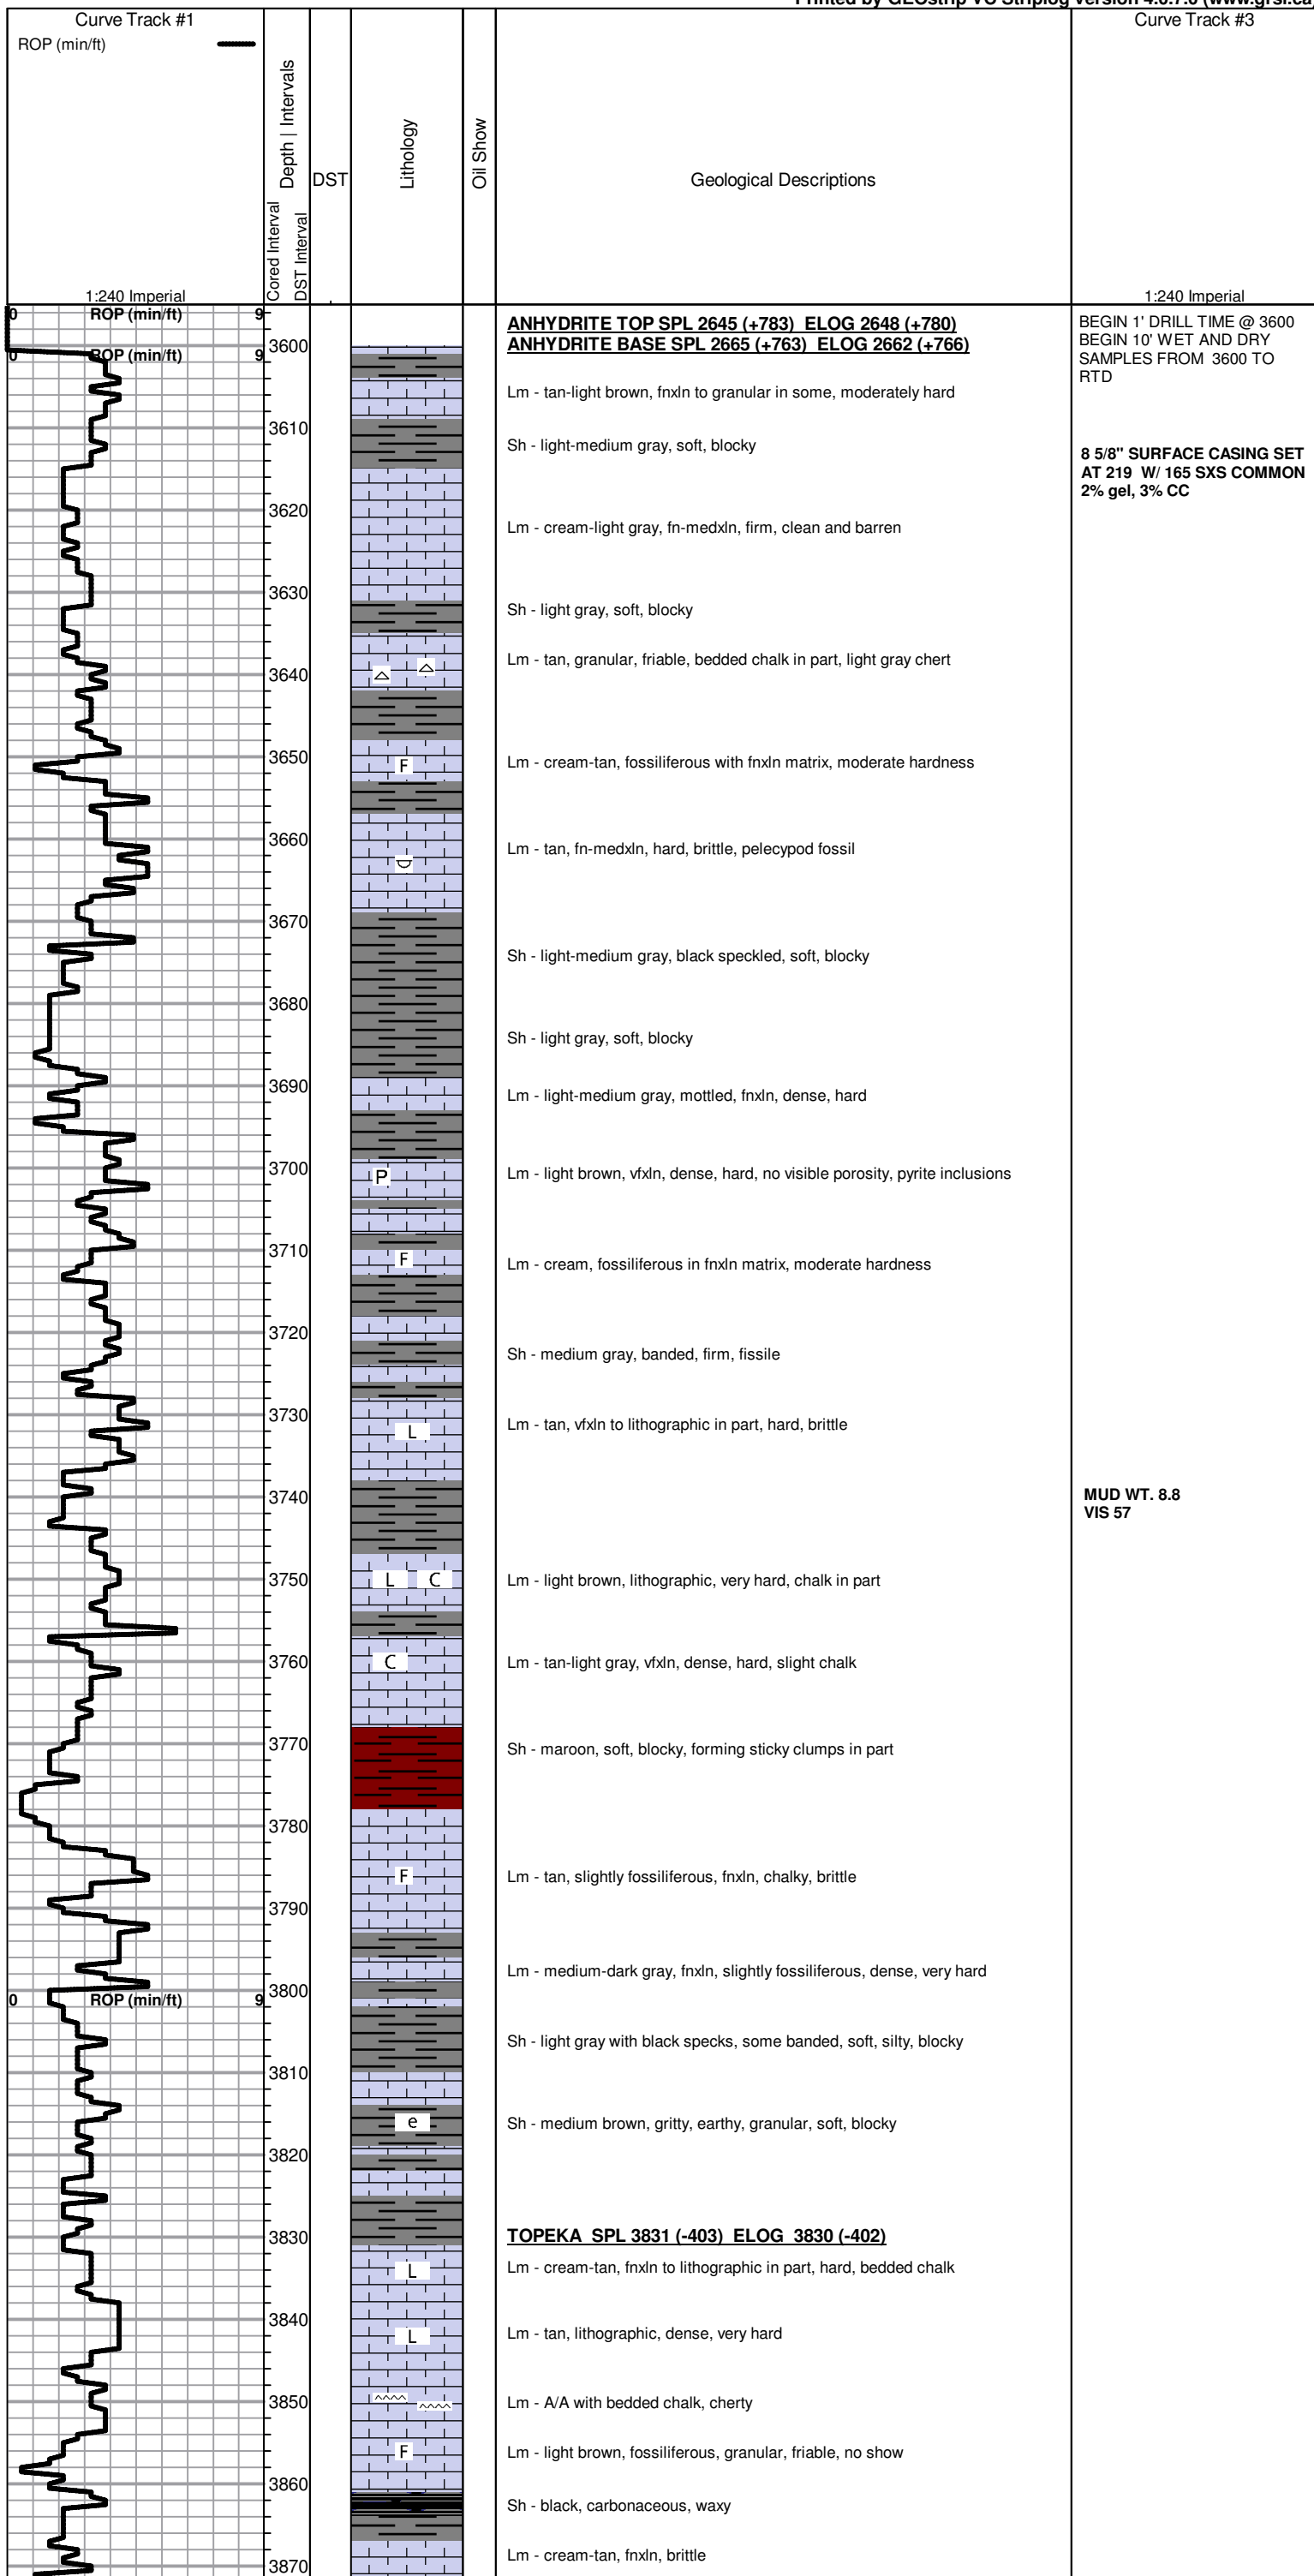 Printed by GEOstrip VC Striplog version 4.0.7.0 (www.grsi.ca)
Curve Track #1
ROP (min/ft)
1:240 Imperial
Cored Interval
Depth | Intervals
DST Interval
DST
Lithology
Oil Show
Geological Descriptions
Curve Track #3
1:240 Imperial
0 ROP (min/ft) 9
ANHYDRITE TOP SPL 2645 (+783) ELOG 2648 (+780)
BEGIN 1' DRILL TIME @ 3600
3600
ANHYDRITE BASE SPL 2665 (+763) ELOG 2662 (+766)
BEGIN 10' WET AND DRY
0 ROP (min/ft) 9
SAMPLES FROM 3600 TO
RTD
Lm - tan-light brown, fnxln to granular in some, moderately hard
3610
Sh - light-medium gray, soft, blocky
8 5/8" SURFACE CASING SET
AT 219 W/ 165 SXS COMMON
2% gel, 3% CC
3620
Lm - cream-light gray, fn-medxln, firm, clean and barren
3630
Sh - light gray, soft, blocky
Lm - tan, granular, friable, bedded chalk in part, light gray chert
3640
3650
F
Lm - cream-tan, fossiliferous with fnxln matrix, moderate hardness
3660
Lm - tan, fn-medxln, hard, brittle, pelecypod fossil
3670
Sh - light-medium gray, black speckled, soft, blocky
3680
Sh - light gray, soft, blocky
3690
Lm - light-medium gray, mottled, fnxln, dense, hard
3700
P
Lm - light brown, vfxln, dense, hard, no visible porosity, pyrite inclusions
3710
F
Lm - cream, fossiliferous in fnxln matrix, moderate hardness
3720
Sh - medium gray, banded, firm, fissile
3730
L
Lm - tan, vfxln to lithographic in part, hard, brittle
3740
MUD WT. 8.8
VIS 57
3750
L C
Lm - light brown, lithographic, very hard, chalk in part
3760
C
Lm - tan-light gray, vfxln, dense, hard, slight chalk
3770
Sh - maroon, soft, blocky, forming sticky clumps in part
3780
F
Lm - tan, slightly fossiliferous, fnxln, chalky, brittle
3790
Lm - medium-dark gray, fnxln, slightly fossiliferous, dense, very hard
3800
0 ROP (min/ft) 9
Sh - light gray with black specks, some banded, soft, silty, blocky
3810
e
Sh - medium brown, gritty, earthy, granular, soft, blocky
3820
3830
TOPEKA SPL 3831 (-403) ELOG 3830 (-402)
L
Lm - cream-tan, fnxln to lithographic in part, hard, bedded chalk
3840
L
Lm - tan, lithographic, dense, very hard
3850
Lm - A/A with bedded chalk, cherty
F
Lm - light brown, fossiliferous, granular, friable, no show
3860
Sh - black, carbonaceous, waxy
Lm - cream-tan, fnxln, brittle
3870